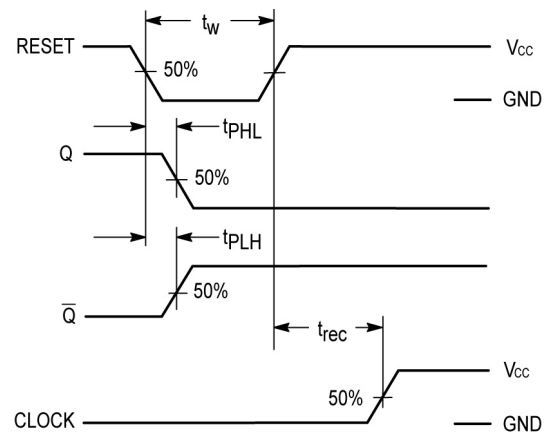 tw
RESET
50%
VCC
GND
tPHL
Q
50%
tPLH
50%
Q̅
trec
VCC
50%
CLOCK
GND